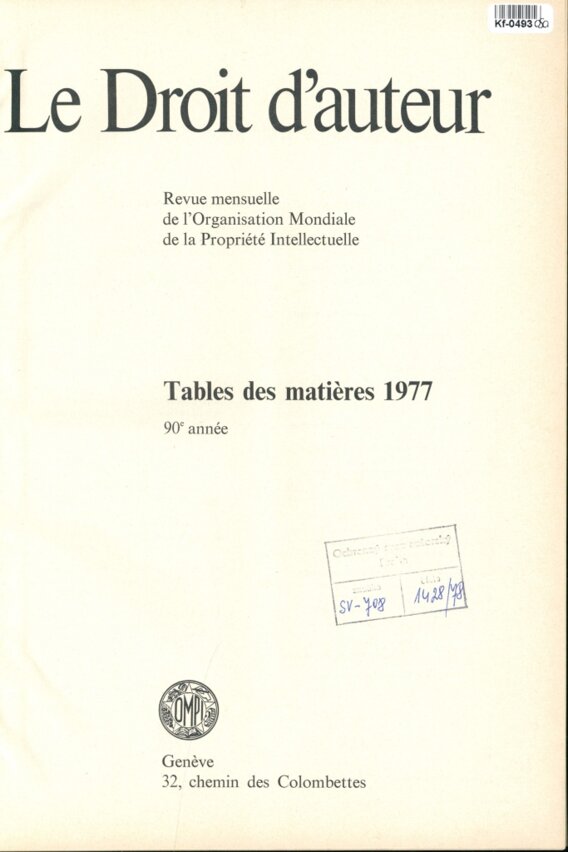 Kf-0493
Le Droit d'auteur
Revue mensuelle
de l'Organisation Mondiale
de la Propriété Intellectuelle
Tables des matières 1977
90e année
Ochranný
SV-708 1428/78
OMPI
Genève
32, chemin des Colombettes